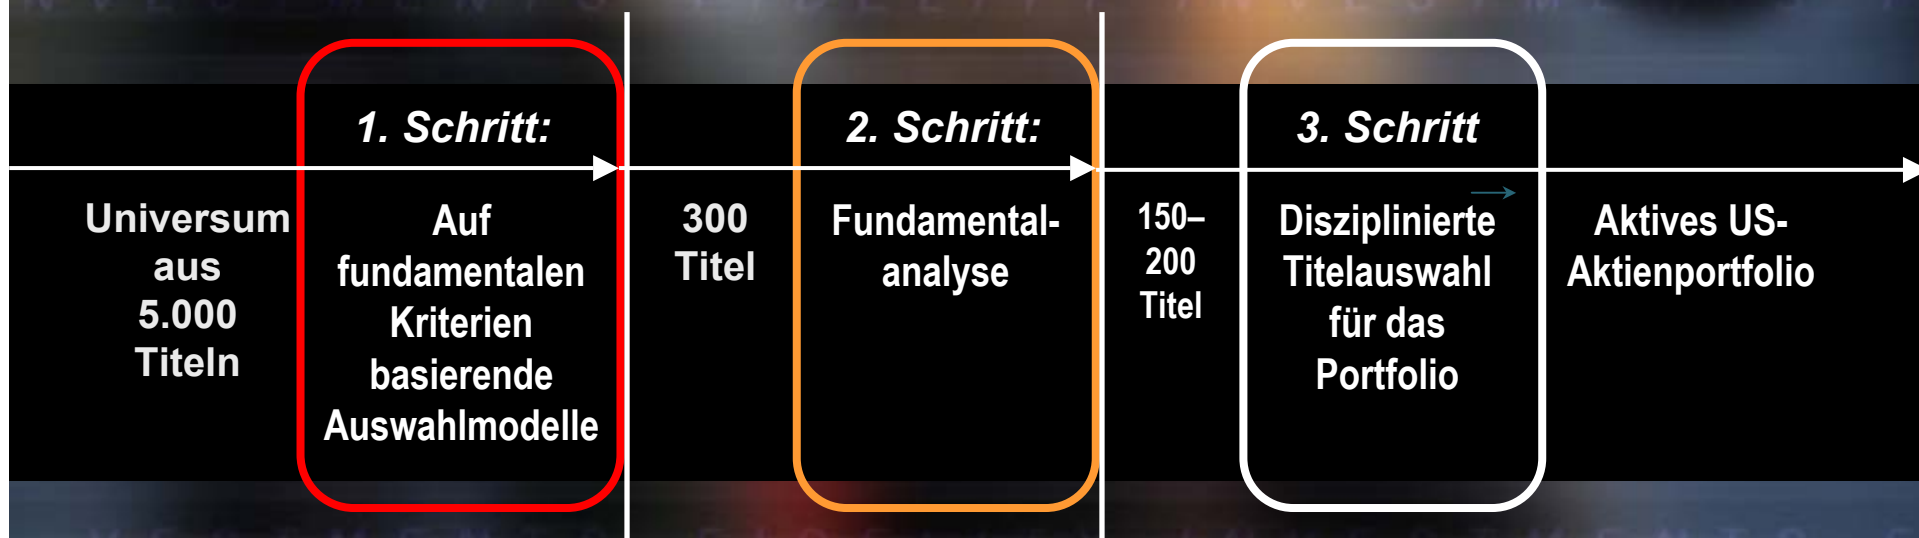 1. Schritt:
2. Schritt:
3. Schritt
Universum
aus
5.000
Titeln
Auf
fundamentalen
Kriterien
basierende
Auswahlmodelle
300
Titel
Fundamental-
analyse
150–
200
Titel
Disziplinierte
Titelauswahl
für das
Portfolio
Aktives US-
Aktienportfolio